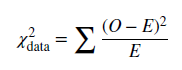 χ²data = ∑ (O – E)² / E